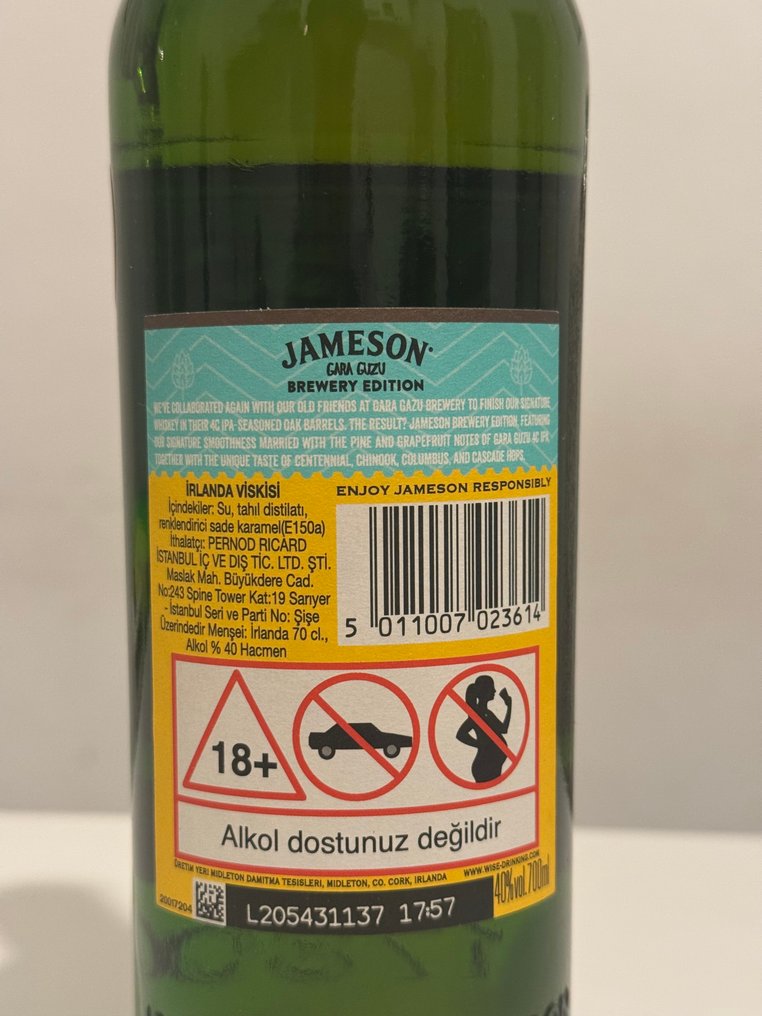 JAMESON
GARA GUZU
BREWERY EDITION
WE'VE COLLABORATED AGAIN WITH OUR OLD FRIENDS AT GARA GAZU BREWERY TO FINISH OUR SIGNATURE
WHISKEY IN THEIR 4C IPA-SEASONED OAK BARRELS. THE RESULT? JAMESON BREWERY EDITION, FEATURING
OUR SIGNATURE SMOOTHNESS MARRIED WITH THE PINE AND GRAPEFRUIT NOTES OF GARA GUZU 4C IPA
TOGETHER WITH THE UNIQUE TASTE OF CENTENNIAL, CHINOOK, COLUMBUS, AND CASCADE HOPS.
İRLANDA VİSKİSİ
İçindekiler: Su, tahıl distilatı,
renklendirici sade karamel(E150a)
İthalatçı: PERNOD RICARD
İSTANBUL İÇ VE DIŞ TİC. LTD. ŞTİ.
Maslak Mah. Büyükdere Cad.
No:243 Spine Tower Kat:19 Sarıyer
- İstanbul Seri ve Parti No: Şişe
Üzerindedir Menşei: İrlanda 70 cl.,
Alkol % 40 Hacmen
ENJOY JAMESON RESPONSIBLY
5 011007 023614
18+
Alkol dostunuz değildir
ÜRETİM YERİ MIDLETON DAMITMA TESİSLERİ, MIDLETON, CO. CORK, IRLANDA
WWW.WISE-DRINKING.COM
40%vol. 700ml
20017204
L205431137 17:57